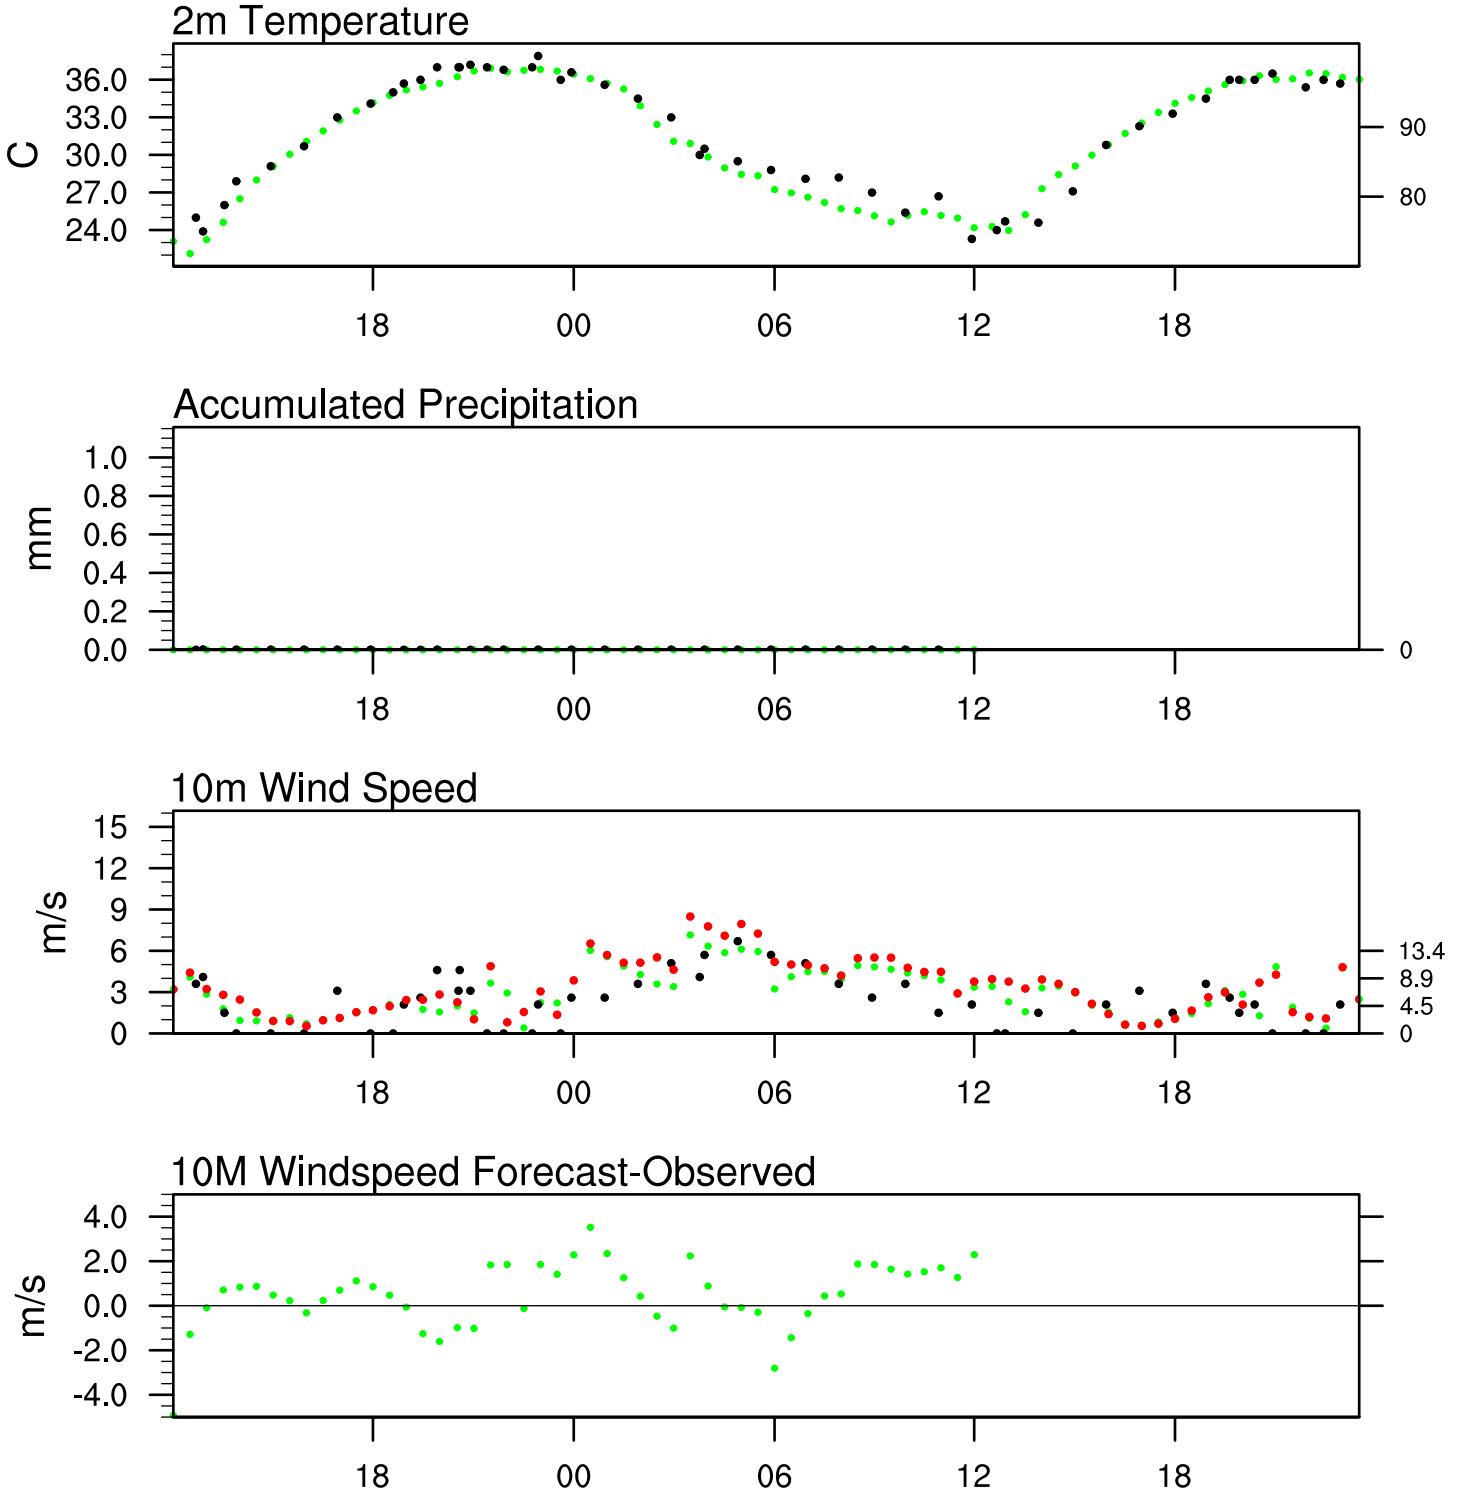 2m Temperature
36.0
33.0
30.0
27.0
24.0
C
90
80
18 00 06 12 18
Accumulated Precipitation
1.0
0.8
0.6
0.4
0.2
0.0
mm
0
18 00 06 12 18
10m Wind Speed
15
12
9
6
3
0
m/s
13.4
8.9
4.5
0
18 00 06 12 18
10M Windspeed Forecast-Observed
4.0
2.0
0.0
-2.0
-4.0
m/s
18 00 06 12 18